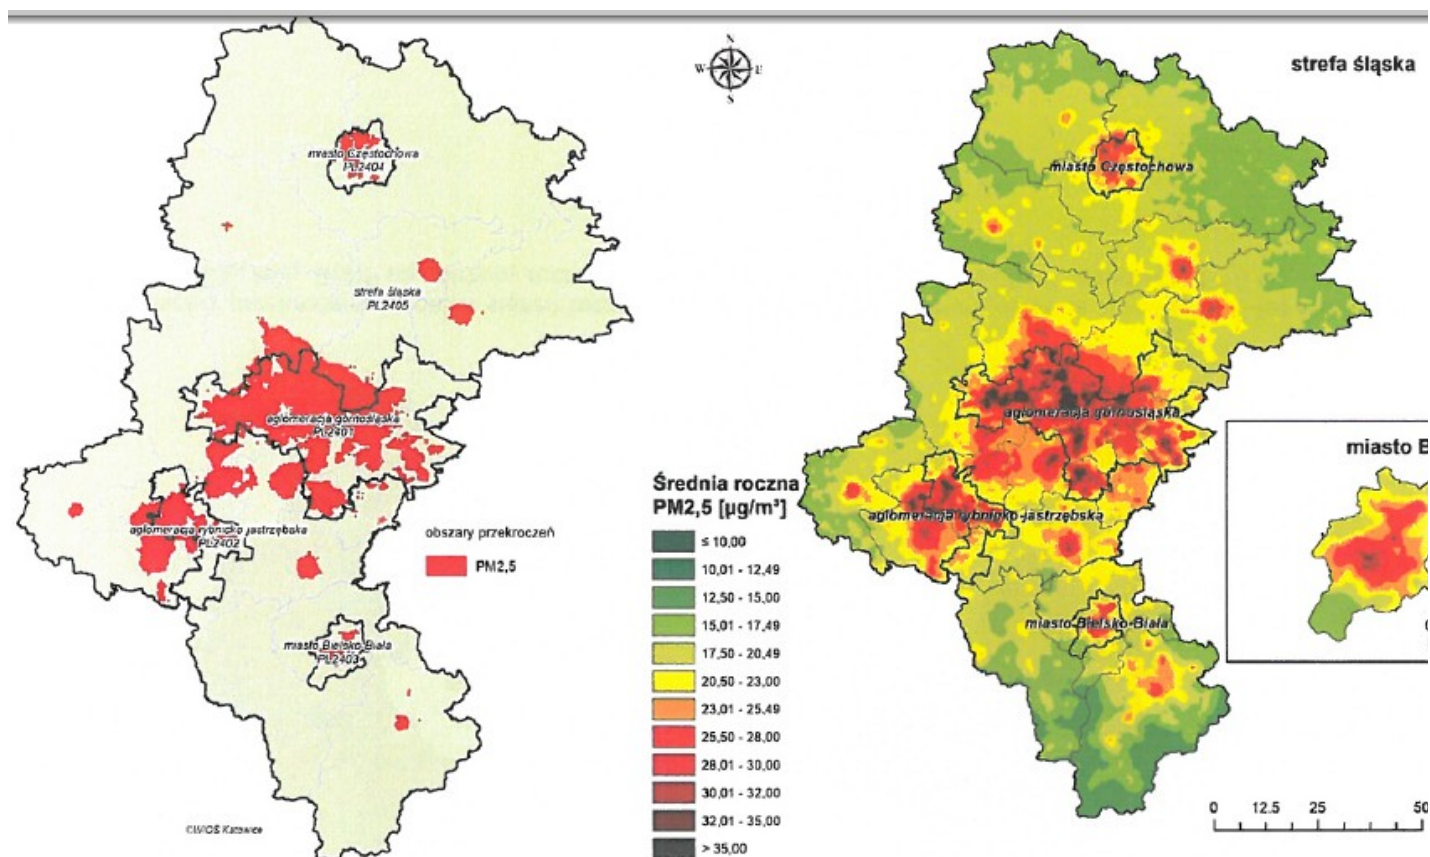 N
W
E
S
strefa śląska
miasto Częstochowa
PL2404
miasto Częstochowa
strefa śląska
PL2405
aglomeracja górnośląska
PL2401
aglomeracja górnośląska
miasto B
Średnia roczna
PM2,5 [µg/m³]
obszary przekroczeń
PM2,5
aglomeracja rybnicko jastrzębska
PL2402
aglomeracja rybnicko-jastrzębska
≤ 10,00
10,01 - 12,49
12,50 - 15,00
15,01 - 17,49
17,50 - 20,49
20,50 - 23,00
23,01 - 25,49
25,50 - 28,00
28,01 - 30,00
30,01 - 32,00
32,01 - 35,00
> 35,00
miasto Bielsko-Biała
PL2403
miasto Bielsko-Biała
0 12.5 25 50
©WIOŚ Katowice